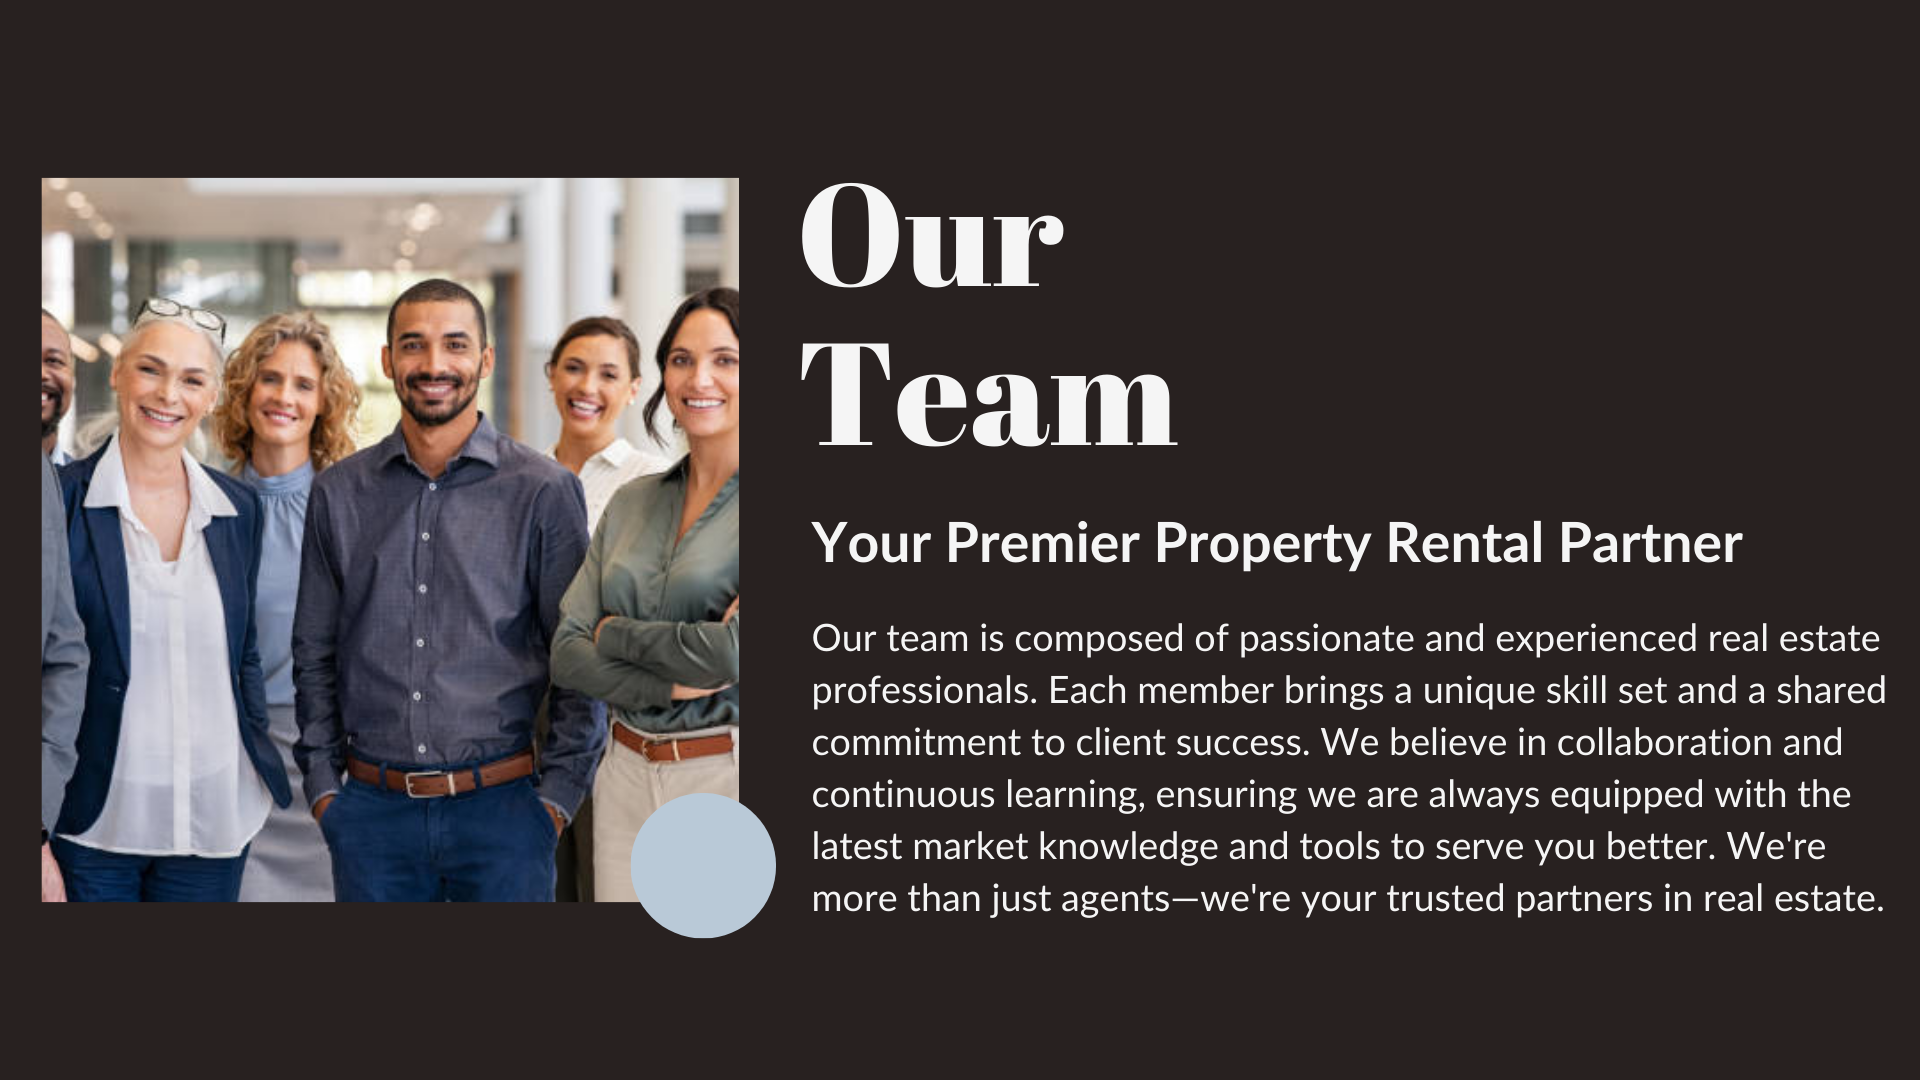 Our
Team
Your Premier Property Rental Partner
Our team is composed of passionate and experienced real estate
professionals. Each member brings a unique skill set and a shared
commitment to client success. We believe in collaboration and
continuous learning, ensuring we are always equipped with the
latest market knowledge and tools to serve you better. We're
more than just agents—we're your trusted partners in real estate.